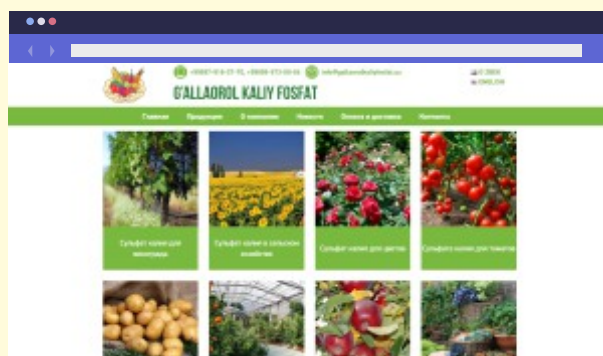 G'ALLAOROL KALIY FOSFAT
Главная Продукция О компании Новости Оплата и доставка Контакты
Сульфат калия для
винограда
Сульфат калия в сельском
хозяйстве
Сульфат калия для цветов
Сульфата калия для томатов